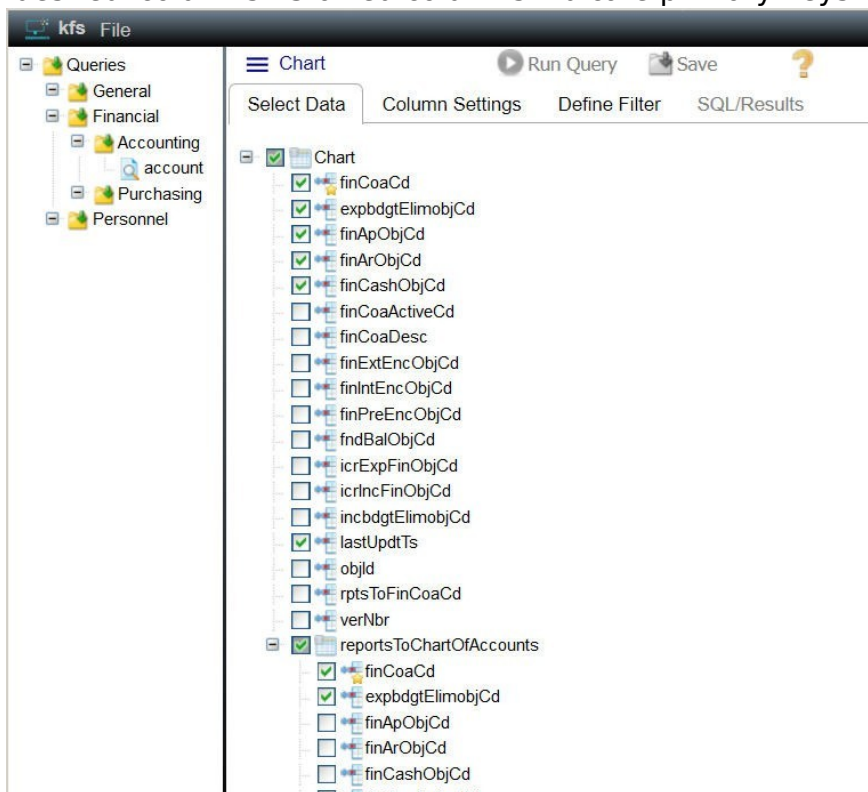 kfs File
Queries
General
Financial
Accounting
account
Purchasing
Personnel
Chart Run Query Save ?
Select Data Column Settings Define Filter SQL/Results
Chart
finCoaCd
expbdgtElimobjCd
finApObjCd
finArObjCd
finCashObjCd
finCoaActiveCd
finCoaDesc
finExtEncObjCd
finIntEncObjCd
finPreEncObjCd
fndBalObjCd
icrExpFinObjCd
icrIncFinObjCd
incbdgtElimobjCd
lastUpdtTs
objId
rptsToFinCoaCd
verNbr
reportsToChartOfAccounts
finCoaCd
expbdgtElimobjCd
finApObjCd
finArObjCd
finCashObjCd